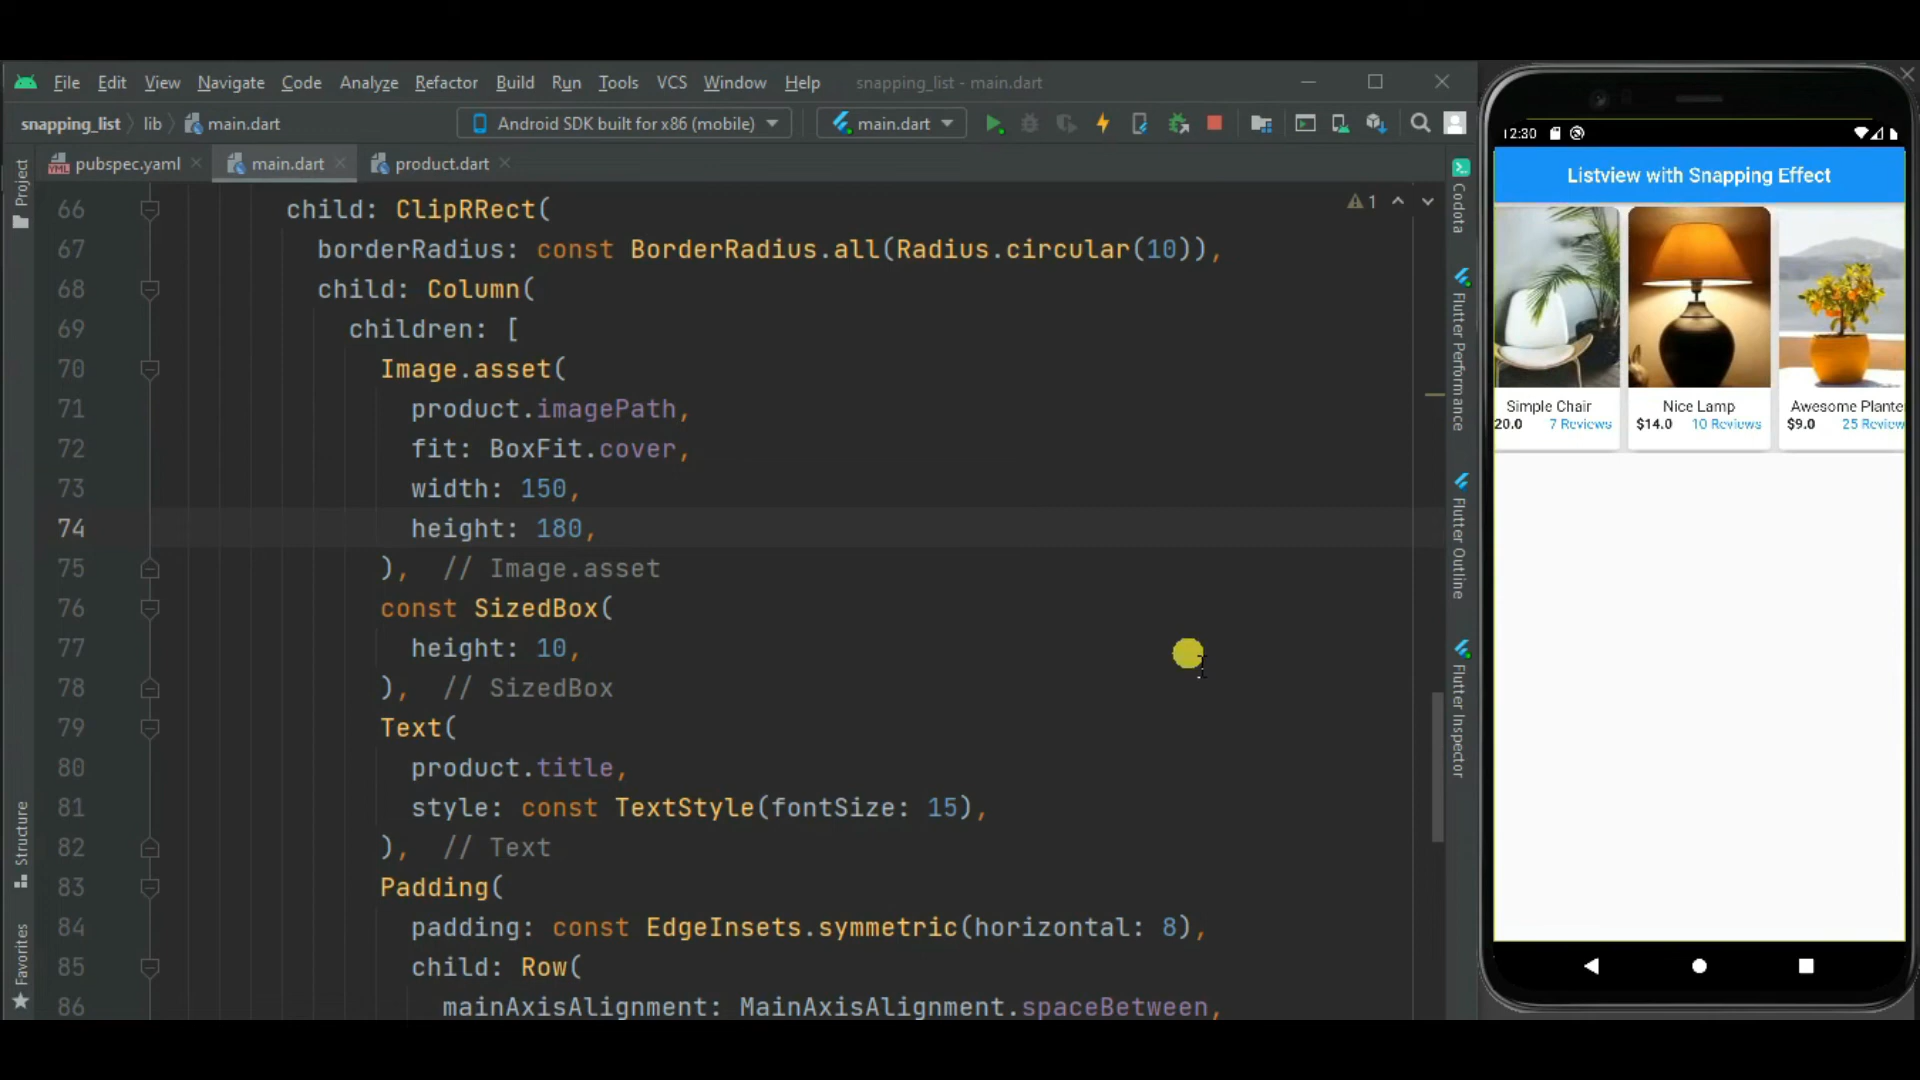 File Edit View Navigate Code Analyze Refactor Build Run Tools VCS Window Help snapping_list - main.dart
snapping_list lib main.dart Android SDK built for x86 (mobile) main.dart
pubspec.yaml main.dart product.dart
Project
Structure
Favorites
66 child: ClipRRect(
67 borderRadius: const BorderRadius.all(Radius.circular(10)),
68 child: Column(
69 children: [
70 Image.asset(
71 product.imagePath,
72 fit: BoxFit.cover,
73 width: 150,
74 height: 180,
75 ), // Image.asset
76 const SizedBox(
77 height: 10,
78 ), // SizedBox
79 Text(
80 product.title,
81 style: const TextStyle(fontSize: 15),
82 ), // Text
83 Padding(
84 padding: const EdgeInsets.symmetric(horizontal: 8),
85 child: Row(
86 mainAxisAlignment: MainAxisAlignment.spaceBetween,
1
Codota
Flutter Performance
Flutter Outline
Flutter Inspector
12:30
Listview with Snapping Effect
Simple Chair Nice Lamp Awesome Plante
20.0 7 Reviews $14.0 10 Reviews $9.0 25 Review